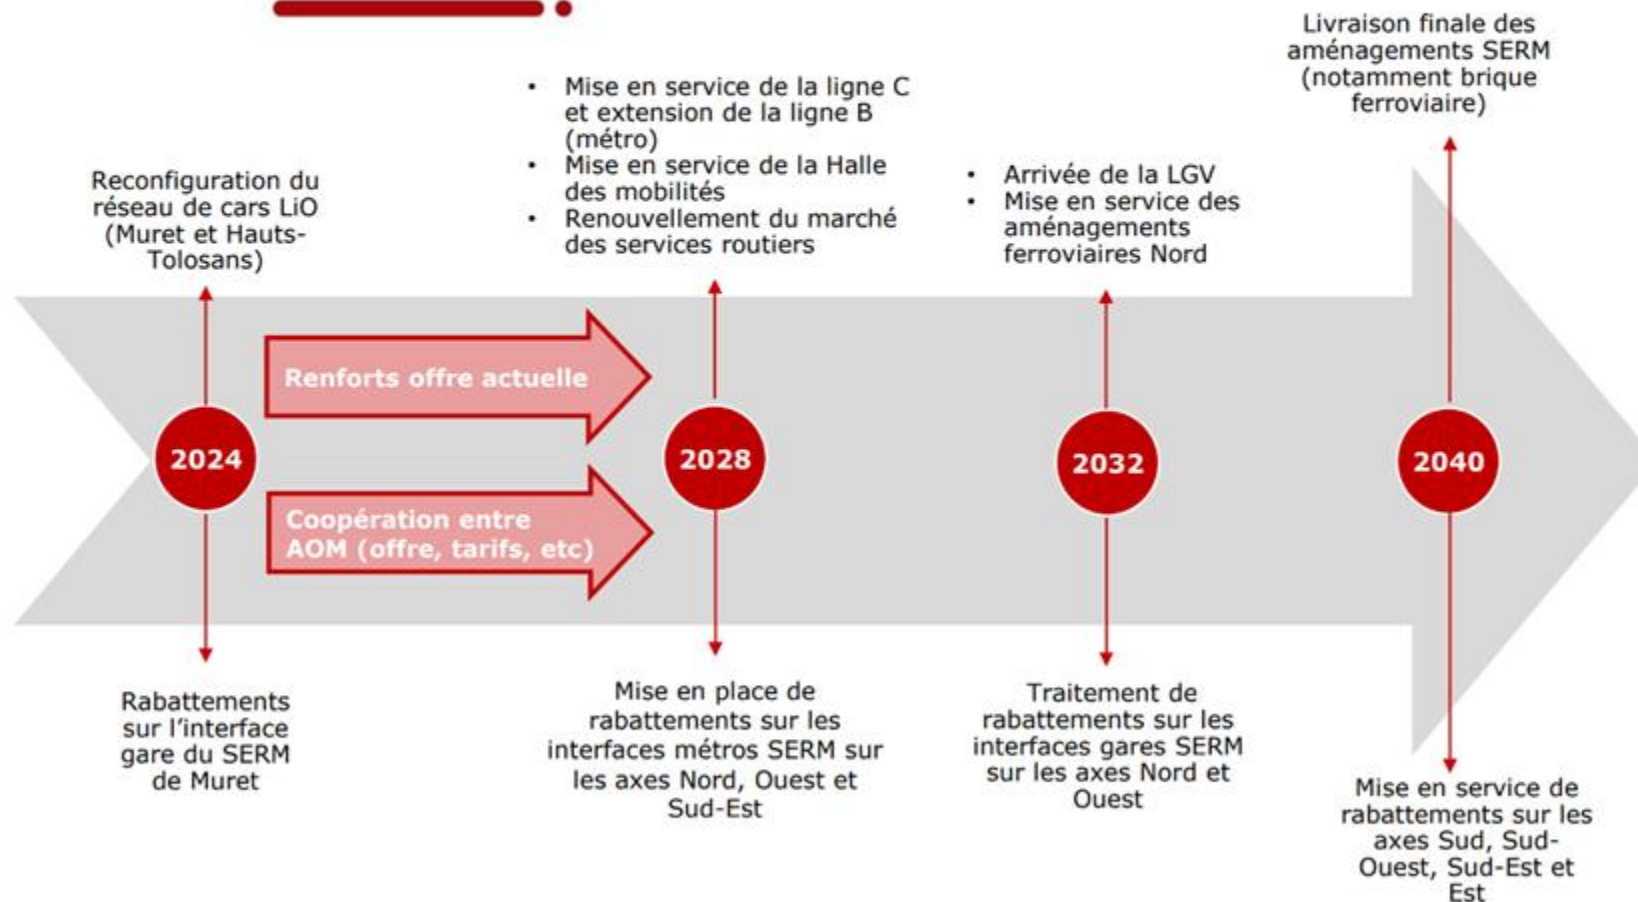 Reconfiguration du
réseau de cars LiO
(Muret et Hauts-
Tolosans)
• Mise en service de la ligne C
et extension de la ligne B
(métro)
• Mise en service de la Halle
des mobilités
• Renouvellement du marché
des services routiers
• Arrivée de la LGV
• Mise en service des
aménagements
ferroviaires Nord
Livraison finale des
aménagements SERM
(notamment brique
ferroviaire)
Renforts offre actuelle
2024
2028
2032
2040
Coopération entre
AOM (offre, tarifs, etc)
Rabattements
sur l'interface
gare du SERM
de Muret
Mise en place de
rabattements sur les
interfaces métros SERM sur
les axes Nord, Ouest et
Sud-Est
Traitement de
rabattements sur les
interfaces gares SERM
sur les axes Nord et
Ouest
Mise en service de
rabattements sur les
axes Sud, Sud-
Ouest, Sud-Est et
Est